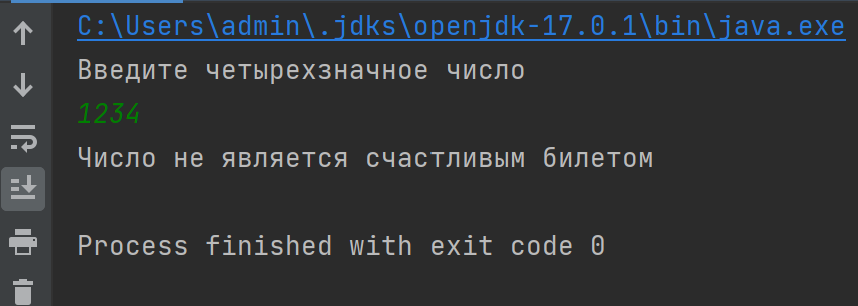 C:\Users\admin\.jdks\openjdk-17.0.1\bin\java.exe
Введите четырехзначное число
1234
Число не является счастливым билетом
Process finished with exit code 0